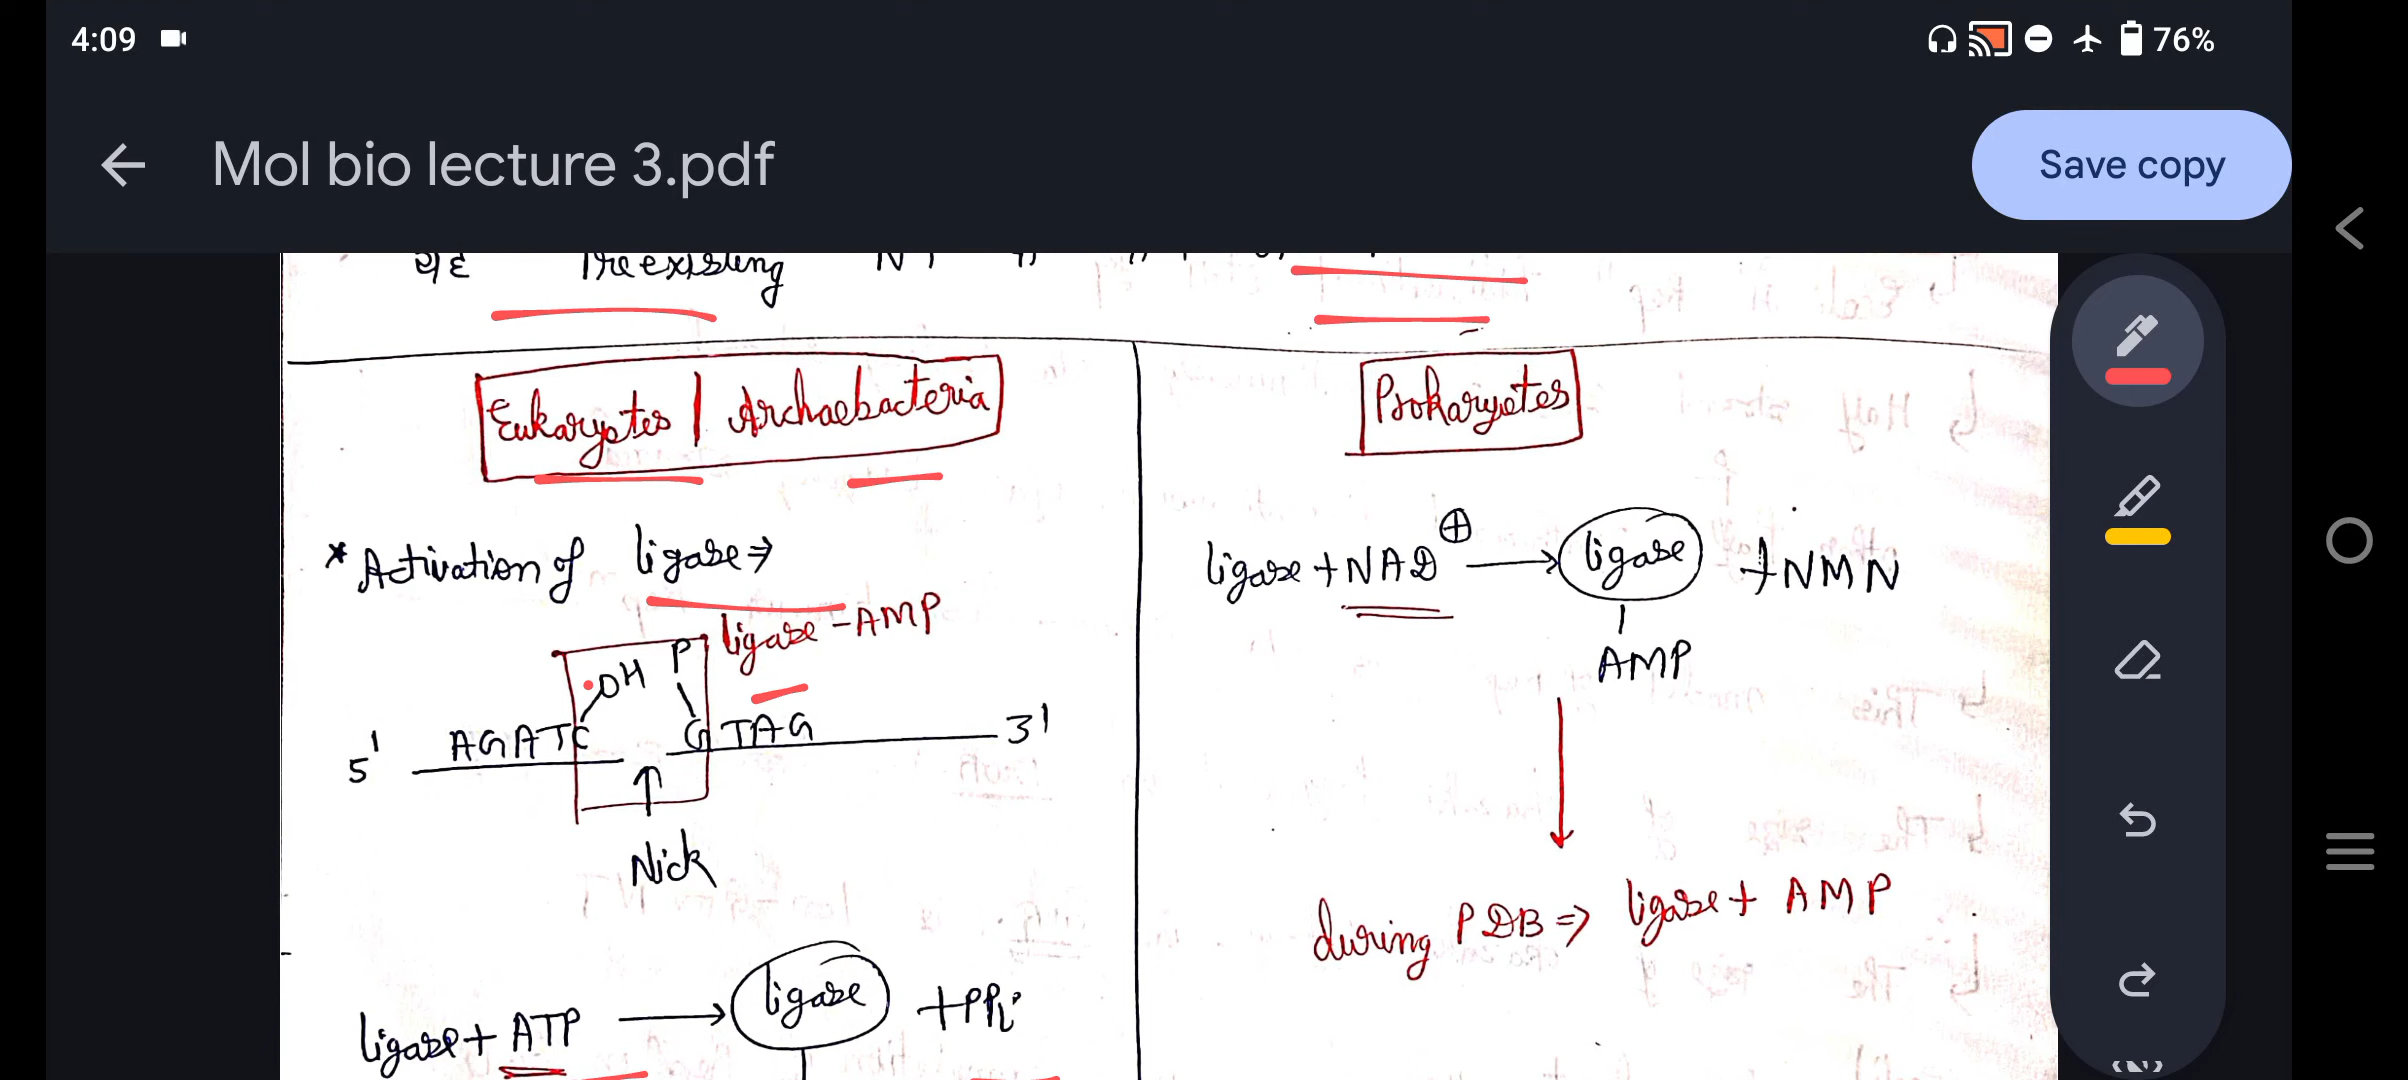 4:09
76%
Mol bio lecture 3.pdf
Save copy
Preexisting
Eukaryotes | Archaebacteria
* Activation of ligase ⇒
ligase - AMP
OH P
5' AGATC GTAG 3'
↑
Nick
ligase + ATP → ligase + PPi
Prokaryotes
ligase + NAD⊕ → ligase + NMN
AMP
during PDB ⇒ ligase + AMP